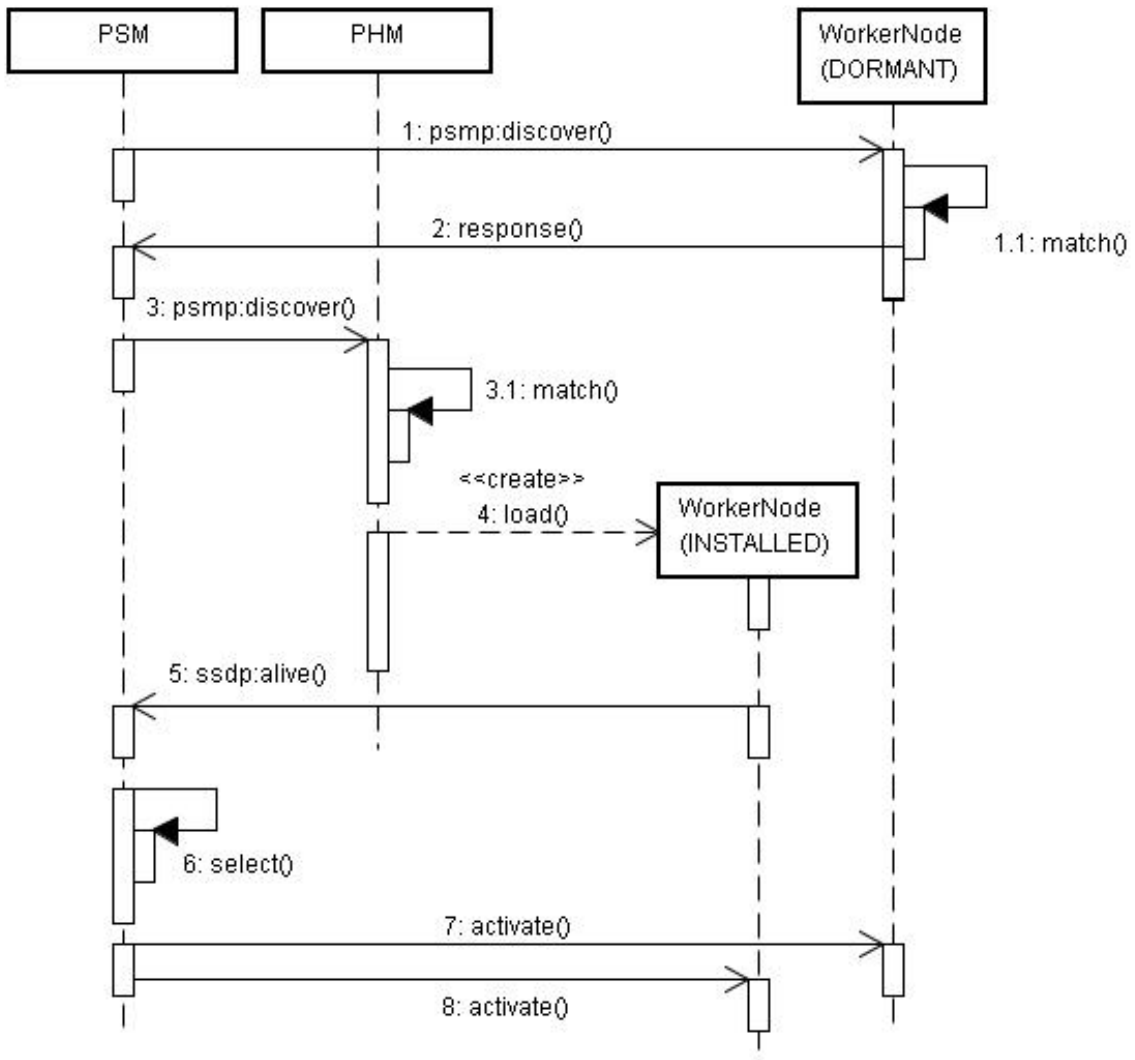 PSM
PHM
WorkerNode
(DORMANT)
1: psmp:discover()
2: response()
1.1: match()
3: psmp:discover()
3.1: match()
<<create>>
4: load()
WorkerNode
(INSTALLED)
5: ssdp:alive()
6: select()
7: activate()
8: activate()